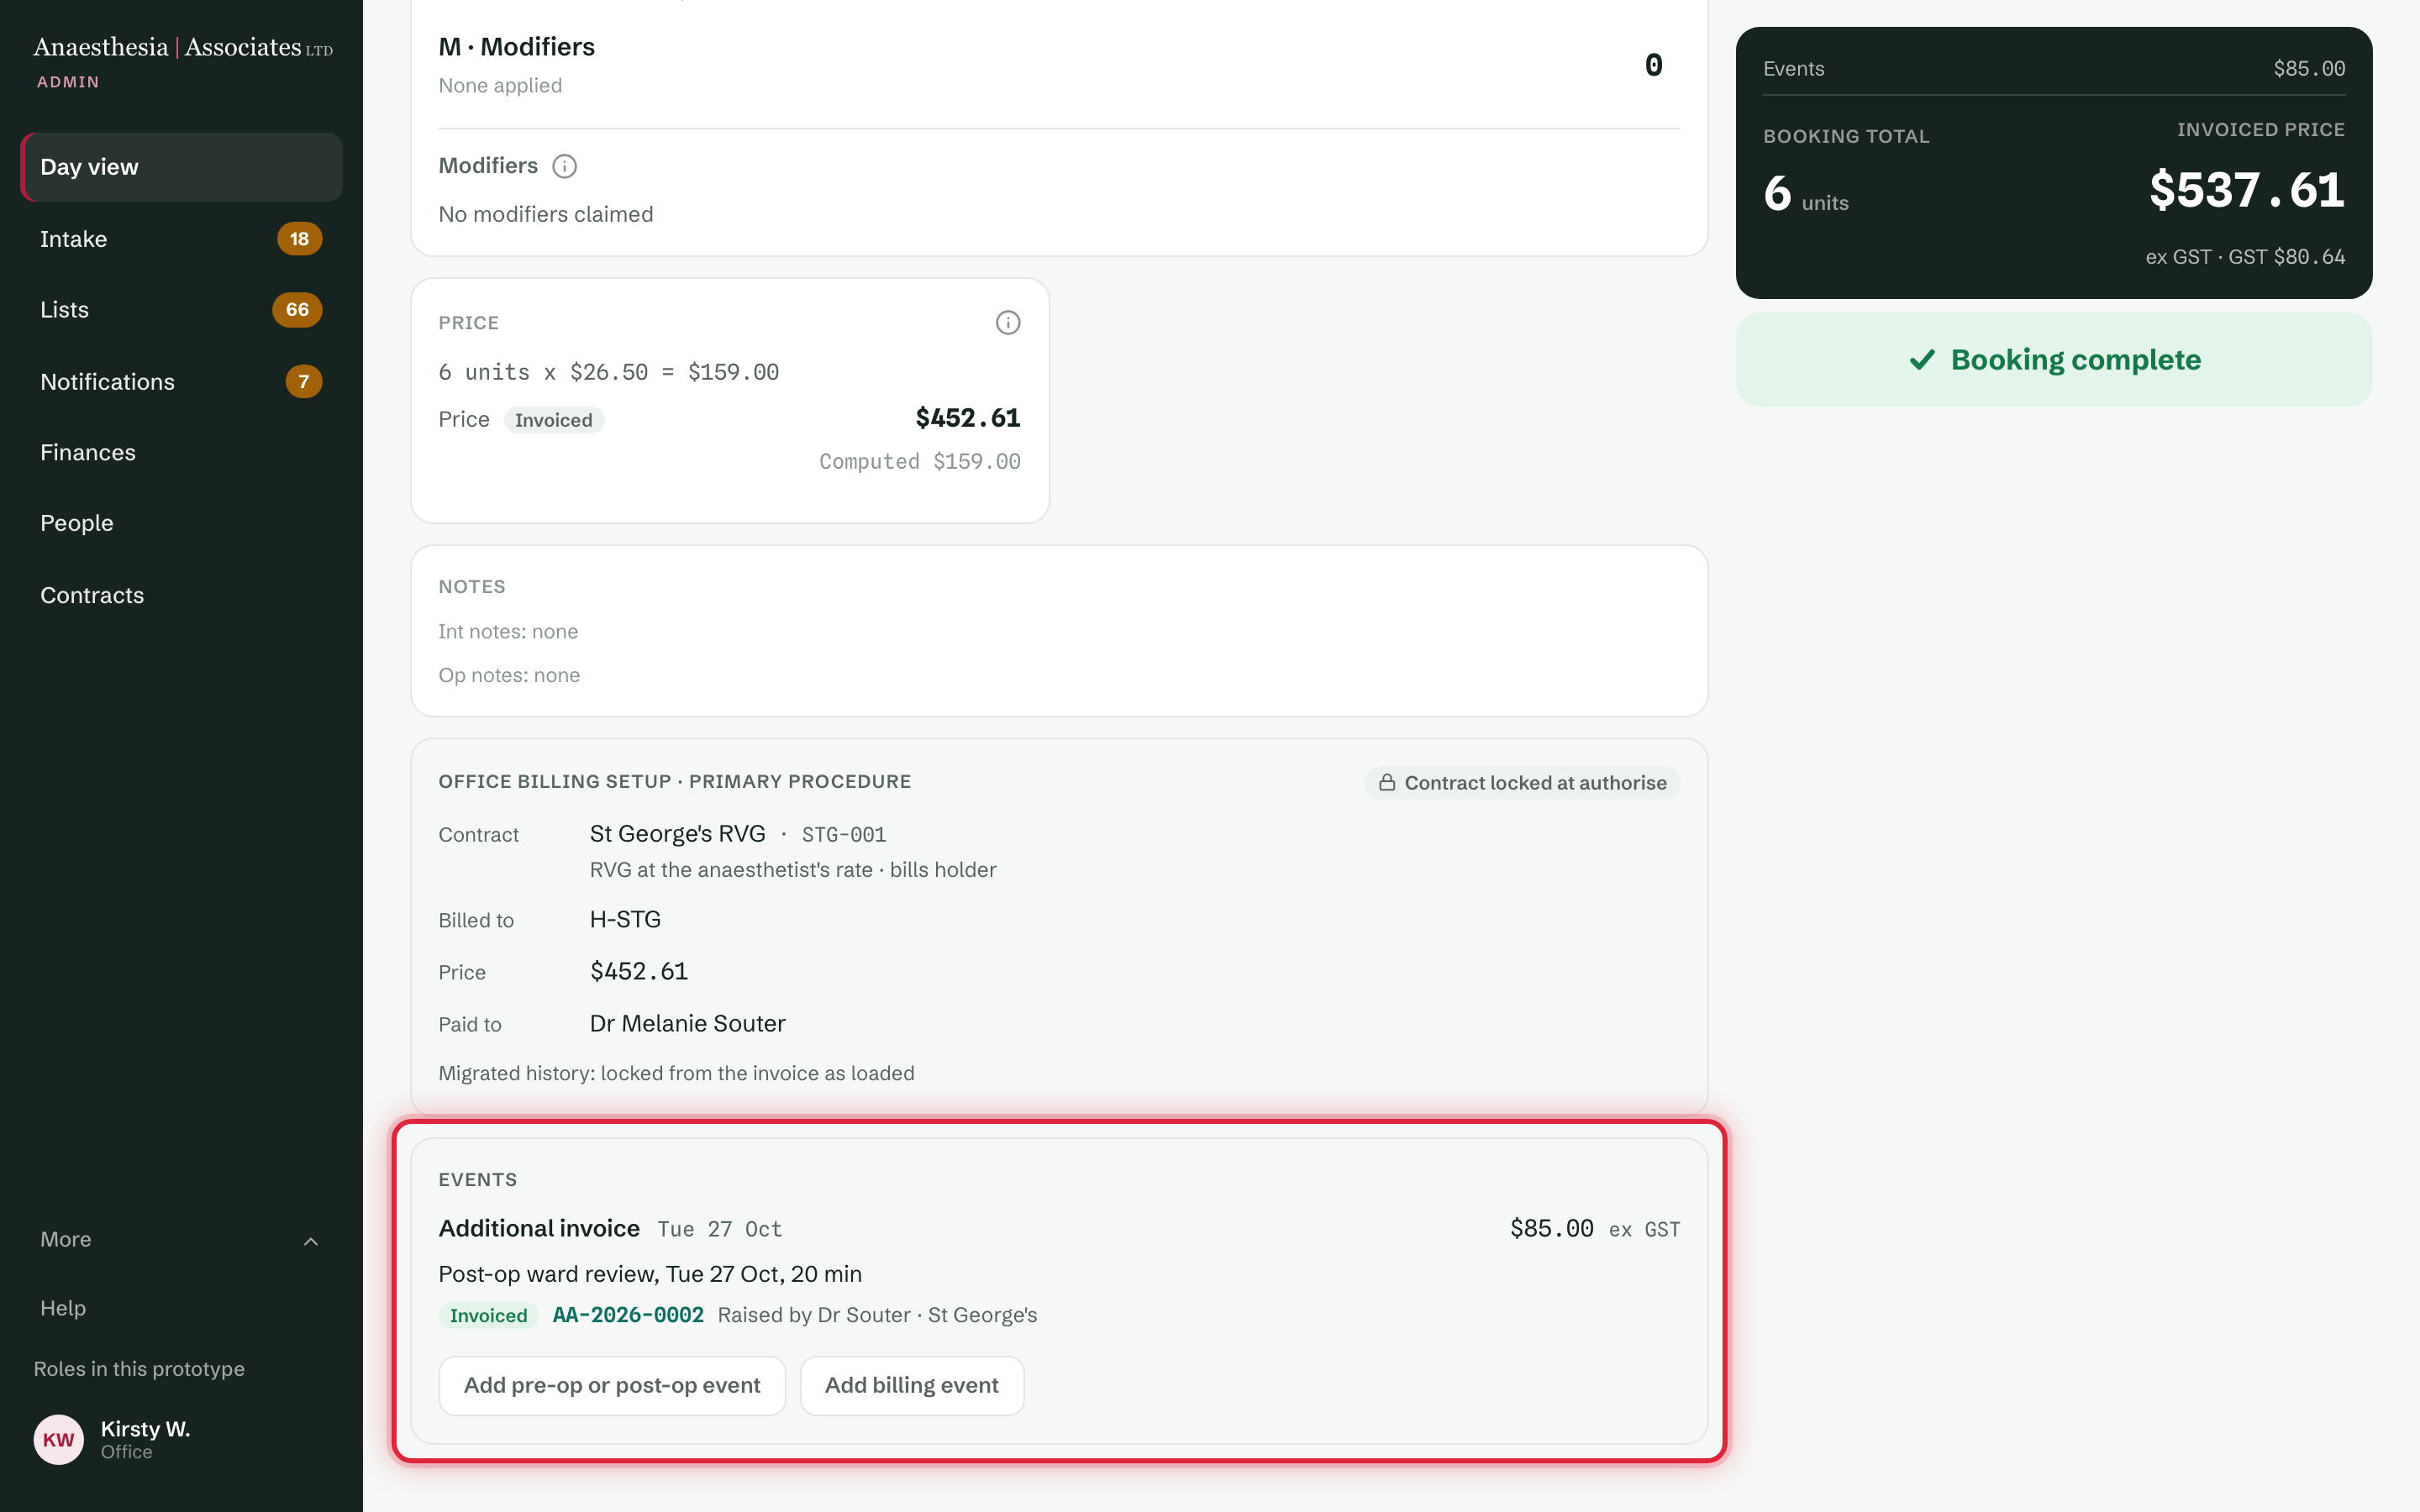 Anaesthesia | Associates LTD
ADMIN
Day view
Intake 18
Lists 66
Notifications 7
Finances
People
Contracts
More
Help
Roles in this prototype
KW
Kirsty W.
Office
M · Modifiers
None applied
0
Modifiers
No modifiers claimed
PRICE
6 units x $26.50 = $159.00
Price Invoiced $452.61
Computed $159.00
NOTES
Int notes: none
Op notes: none
OFFICE BILLING SETUP · PRIMARY PROCEDURE
Contract locked at authorise
Contract St George's RVG · STG-001
RVG at the anaesthetist's rate · bills holder
Billed to H-STG
Price $452.61
Paid to Dr Melanie Souter
Migrated history: locked from the invoice as loaded
EVENTS
Additional invoice Tue 27 Oct $85.00 ex GST
Post-op ward review, Tue 27 Oct, 20 min
Invoiced AA-2026-0002 Raised by Dr Souter · St George's
Add pre-op or post-op event Add billing event
Events $85.00
BOOKING TOTAL INVOICED PRICE
6 units $537.61
ex GST · GST $80.64
Booking complete